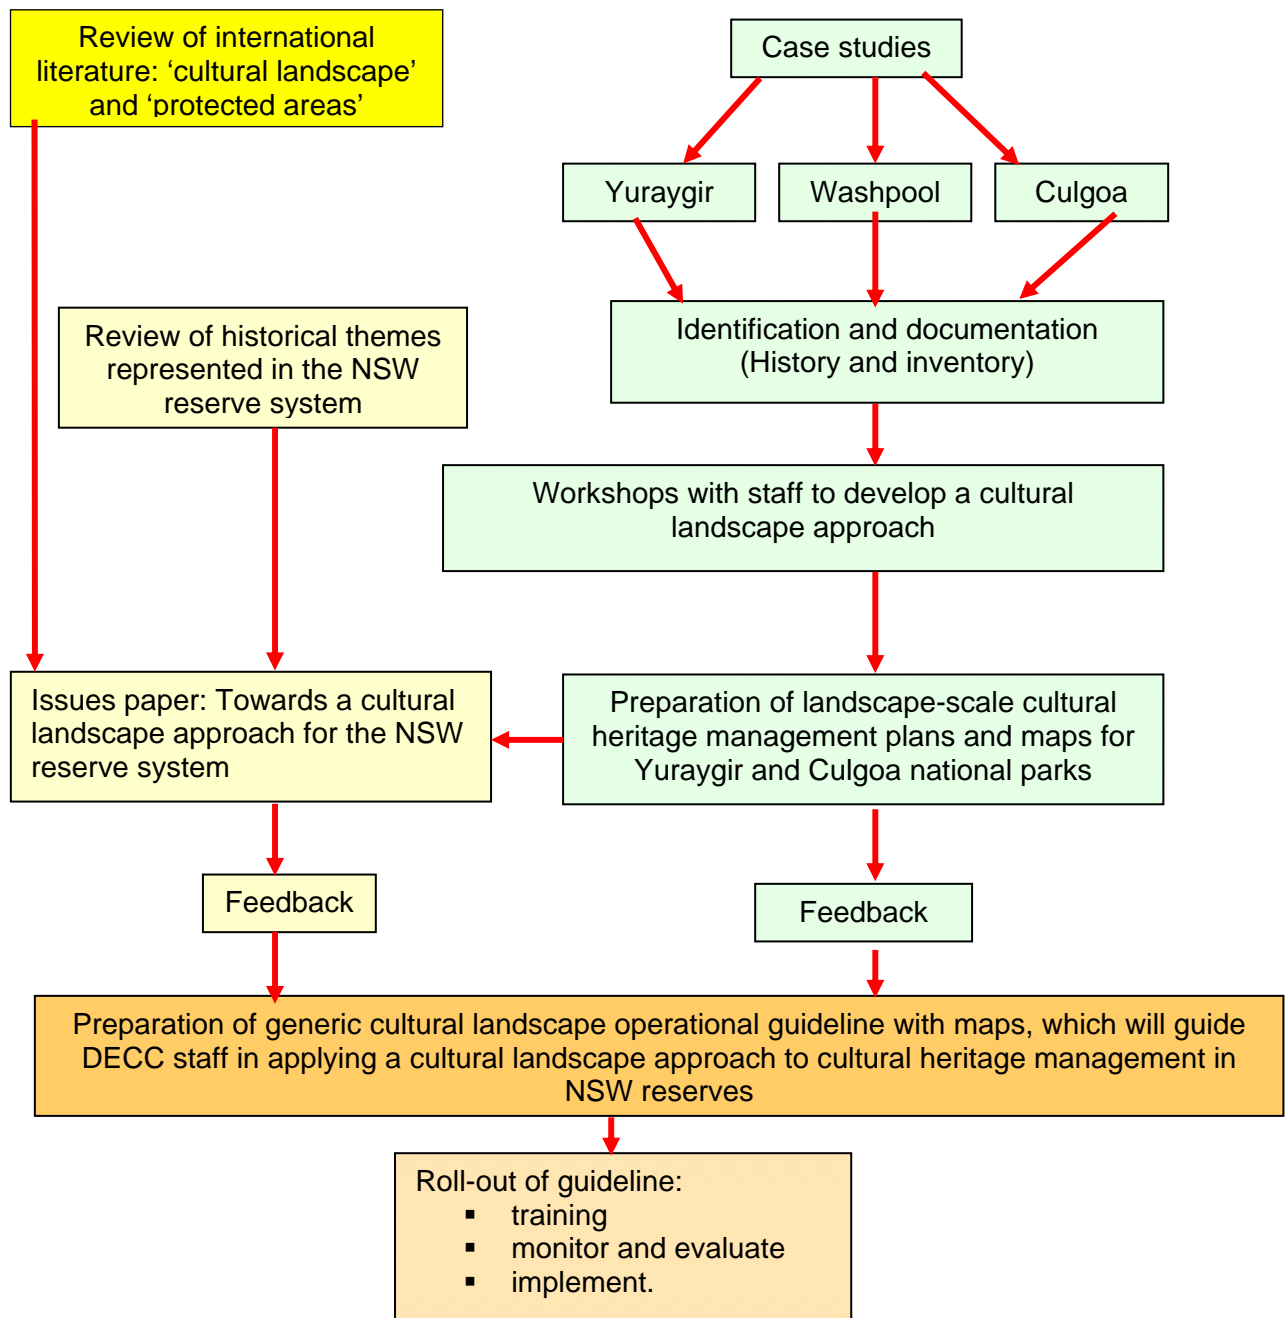 Review of international
literature: ‘cultural landscape’
and ‘protected areas’
Case studies
Yuraygir
Washpool
Culgoa
Identification and documentation
(History and inventory)
Review of historical themes
represented in the NSW
reserve system
Workshops with staff to develop a cultural
landscape approach
Issues paper: Towards a cultural
landscape approach for the NSW
reserve system
Preparation of landscape-scale cultural
heritage management plans and maps for
Yuraygir and Culgoa national parks
Feedback
Feedback
Preparation of generic cultural landscape operational guideline with maps, which will guide
DECC staff in applying a cultural landscape approach to cultural heritage management in
NSW reserves
Roll-out of guideline:
▪ training
▪ monitor and evaluate
▪ implement.